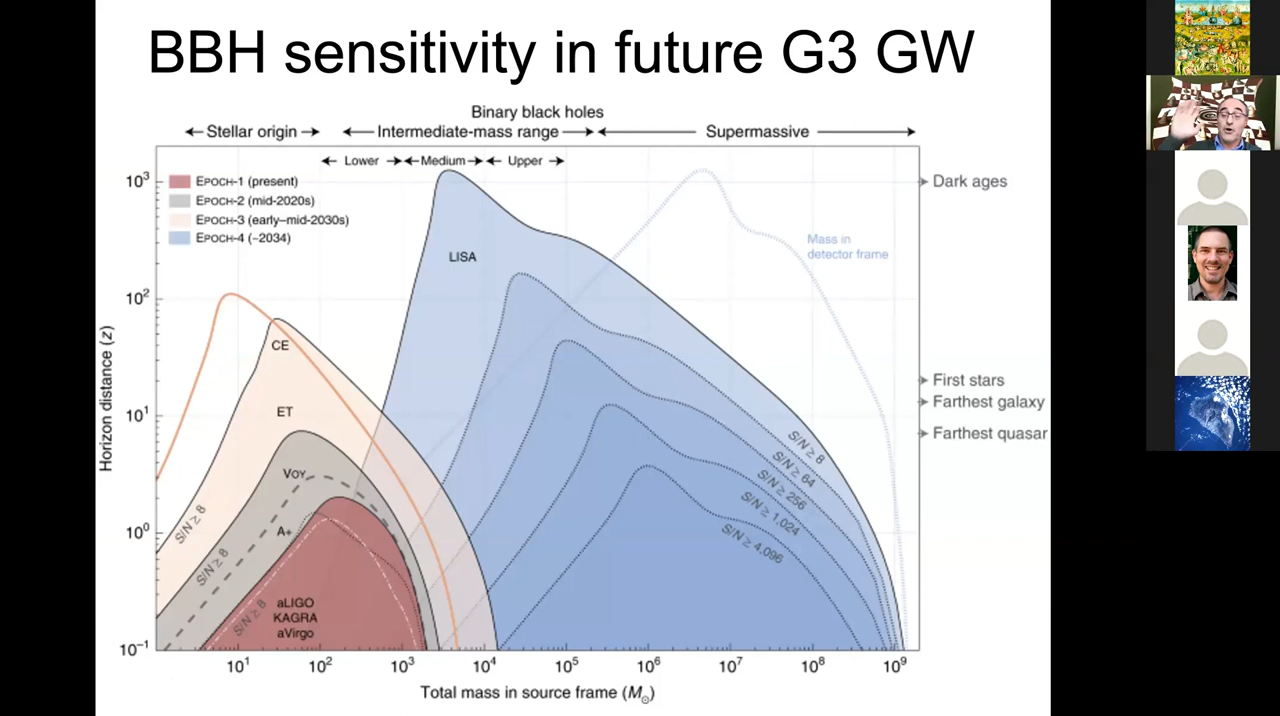 BBH sensitivity in future G3 GW
Binary black holes
Stellar origin
Intermediate-mass range
Supermassive
Lower
Medium
Upper
EPOCH-1 (present)
EPOCH-2 (mid-2020s)
EPOCH-3 (early–mid-2030s)
EPOCH-4 (~2034)
10³
10²
10¹
10⁰
10⁻¹
Horizon distance (z)
LISA
Mass in
detector frame
CE
ET
VOY
A+
aLIGO
KAGRA
aVirgo
S/N ≥ 8
S/N ≥ 8
S/N ≥ 8
S/N ≥ 8
S/N ≥ 64
S/N ≥ 256
S/N ≥ 1,024
S/N ≥ 4,096
Dark ages
First stars
Farthest galaxy
Farthest quasar
10¹ 10² 10³ 10⁴ 10⁵ 10⁶ 10⁷ 10⁸ 10⁹
Total mass in source frame (M☉)